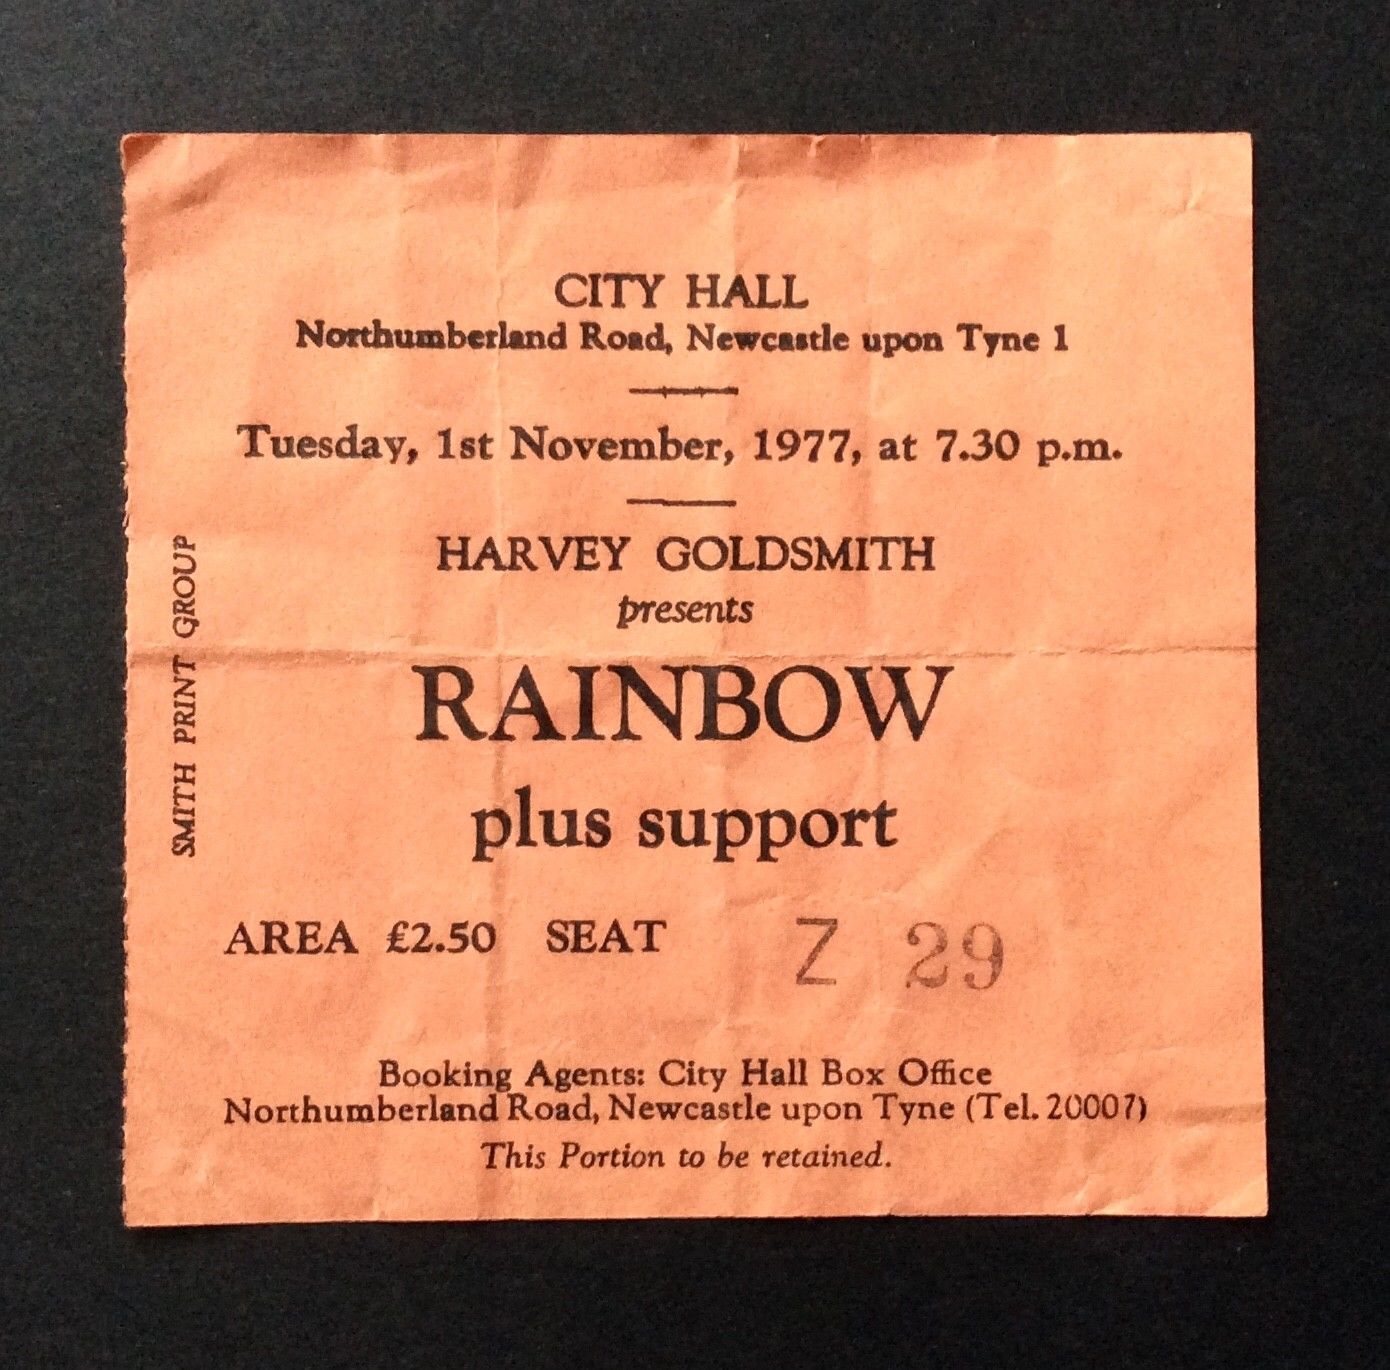 CITY HALL
Northumberland Road, Newcastle upon Tyne 1
Tuesday, 1st November, 1977, at 7.30 p.m.
HARVEY GOLDSMITH
presents
RAINBOW
plus support
AREA £2.50 SEAT Z 29
Booking Agents: City Hall Box Office
Northumberland Road, Newcastle upon Tyne (Tel. 20007)
This Portion to be retained.
SMITH PRINT GROUP